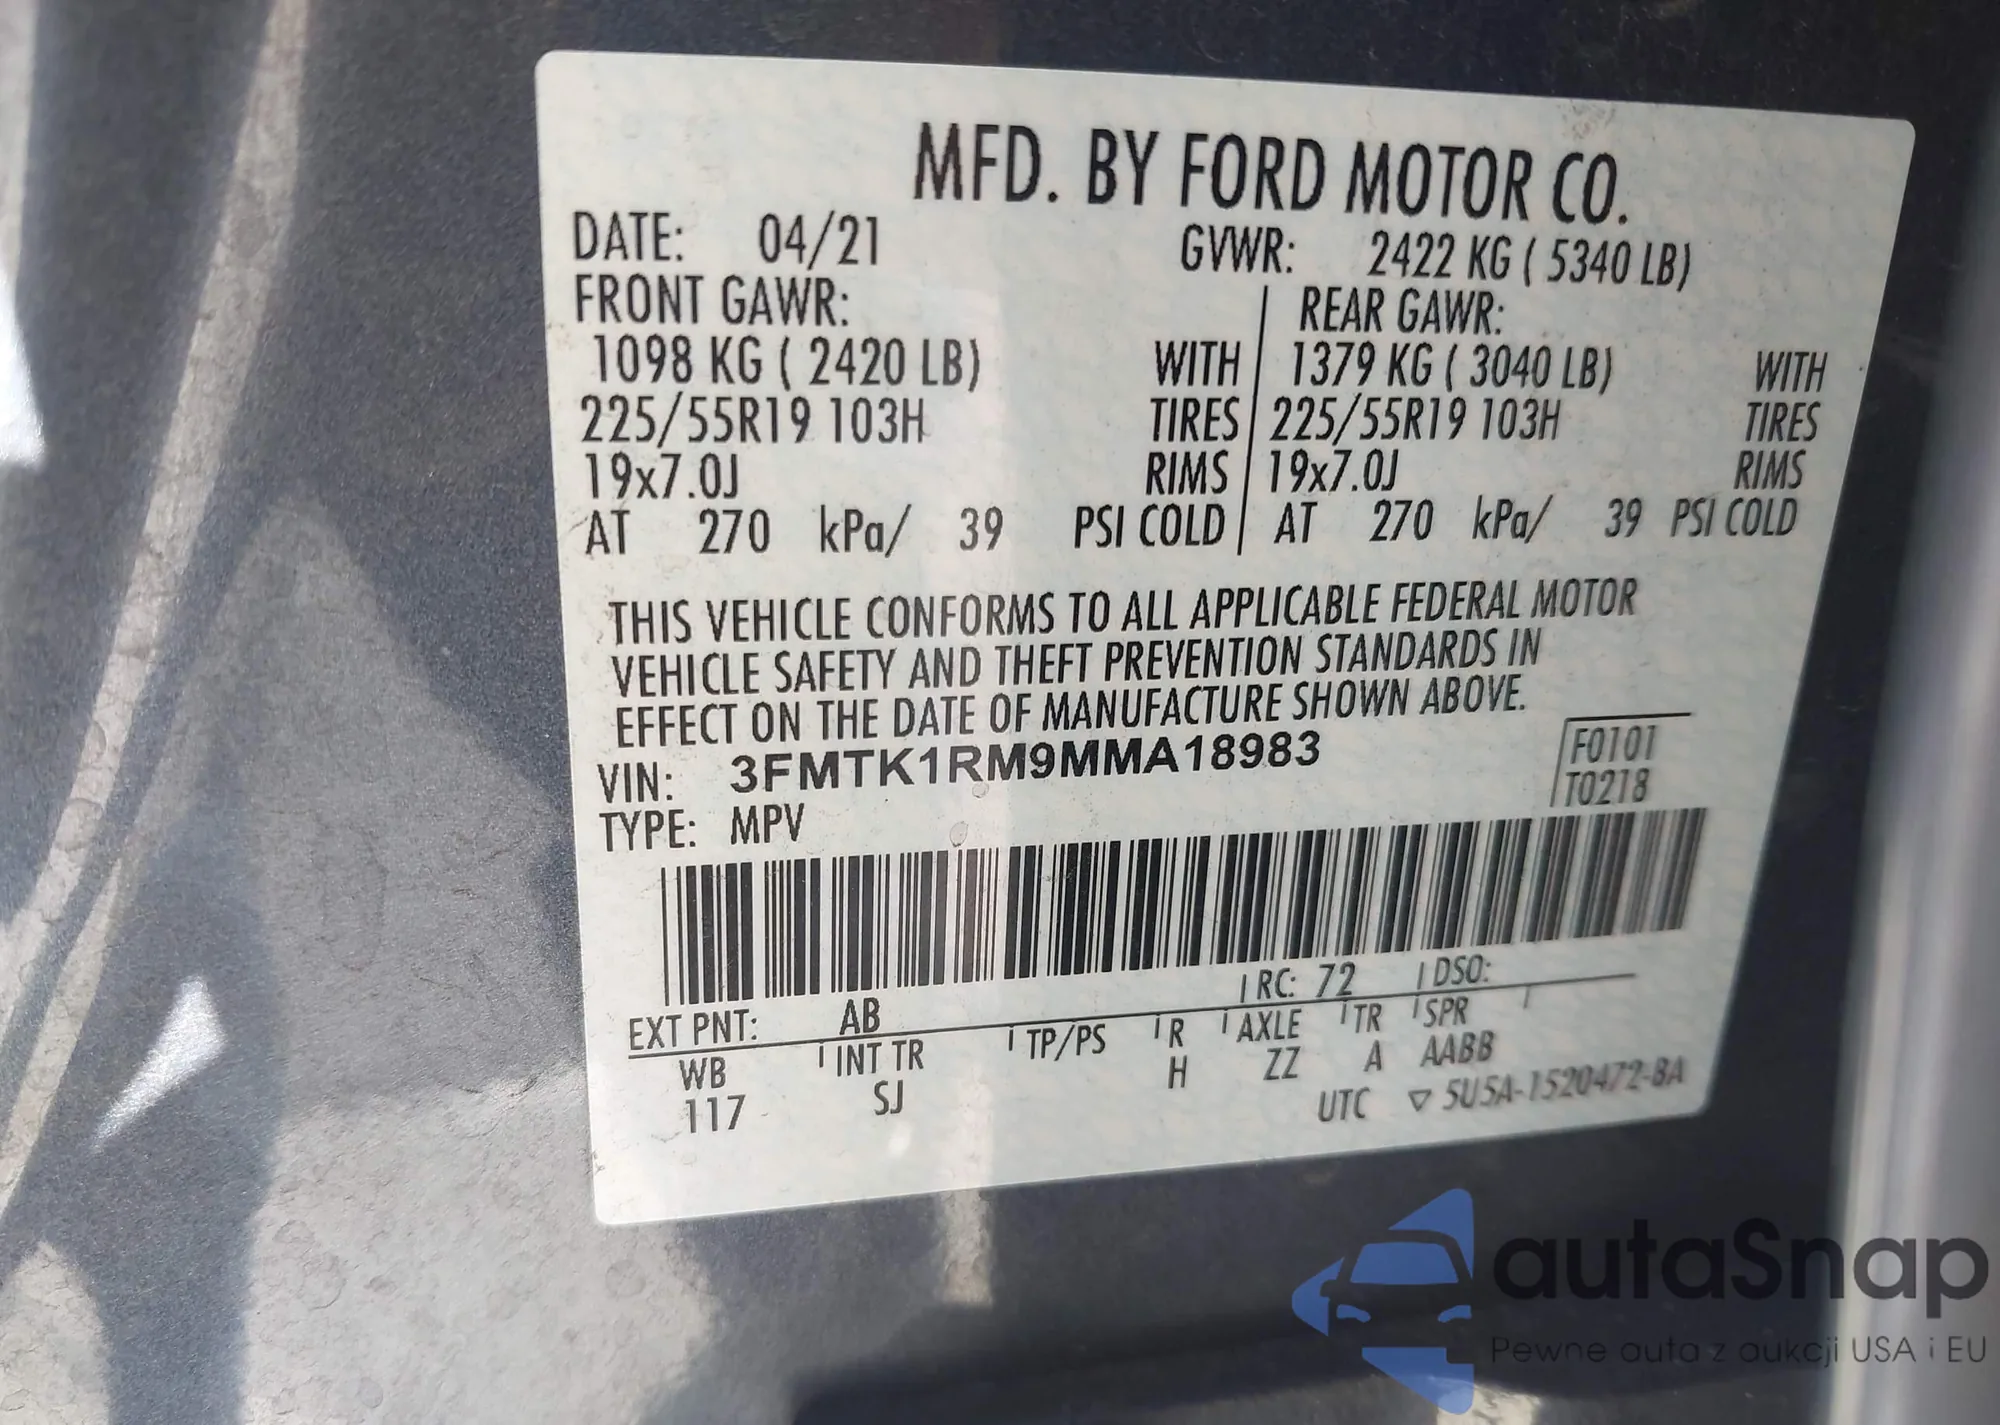 MFD. BY FORD MOTOR CO.
DATE: 04/21 GVWR: 2422 KG ( 5340 LB)
FRONT GAWR: REAR GAWR:
1098 KG ( 2420 LB) WITH 1379 KG ( 3040 LB) WITH
225/55R19 103H TIRES 225/55R19 103H TIRES
19x7.0J RIMS 19x7.0J RIMS
AT 270 kPa/ 39 PSI COLD AT 270 kPa/ 39 PSI COLD
THIS VEHICLE CONFORMS TO ALL APPLICABLE FEDERAL MOTOR
VEHICLE SAFETY AND THEFT PREVENTION STANDARDS IN
EFFECT ON THE DATE OF MANUFACTURE SHOWN ABOVE.
VIN: 3FMTK1RM9MMA18983 F0101
TYPE: MPV T0218
EXT PNT: AB RC: 72 DSO:
WB INT TR TP/PS R AXLE TR SPR
117 SJ H ZZ A AABB
UTC ▽ 5U5A-1520472-BA
autaSnap
Pewne auta z aukcji USA i EU